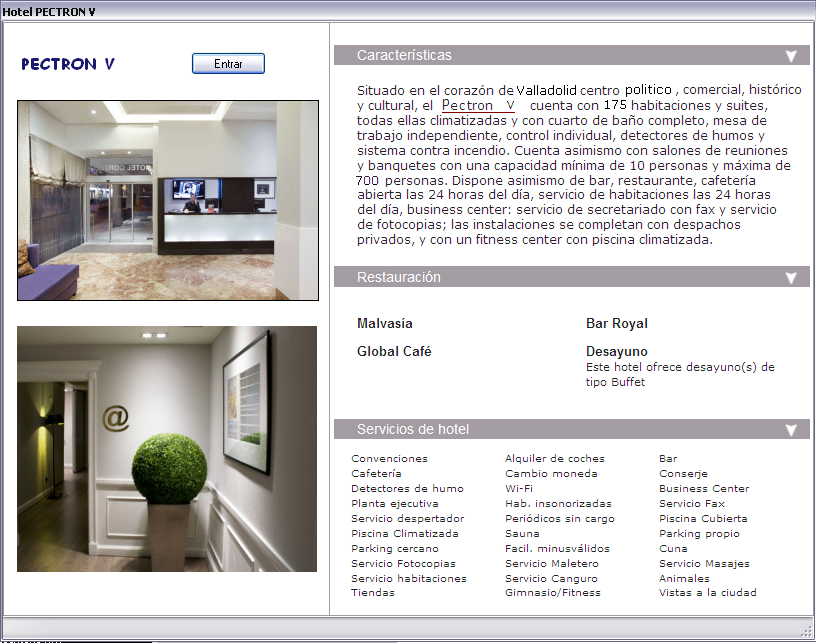 Hotel PECTRON V
PECTRON V
Entrar
@
Características
Situado en el corazón de Valladolid centro politico , comercial, histórico
y cultural, el Pectron V cuenta con 175 habitaciones y suites,
todas ellas climatizadas y con cuarto de baño completo, mesa de
trabajo independiente, control individual, detectores de humos y
sistema contra incendio. Cuenta asimismo con salones de reuniones
y banquetes con una capacidad mínima de 10 personas y máxima de
700 personas. Dispone asimismo de bar, restaurante, cafetería
abierta las 24 horas del día, servicio de habitaciones las 24 horas
del día, business center: servicio de secretariado con fax y servicio
de fotocopias; las instalaciones se completan con despachos
privados, y con un fitness center con piscina climatizada.
Restauración
Malvasía Bar Royal
Global Café Desayuno
Este hotel ofrece desayuno(s) de
tipo Buffet
Servicios de hotel
Convenciones Alquiler de coches Bar
Cafetería Cambio moneda Conserje
Detectores de humo Wi-Fi Business Center
Planta ejecutiva Hab. insonorizadas Servicio Fax
Servicio despertador Periódicos sin cargo Piscina Cubierta
Piscina Climatizada Sauna Parking propio
Parking cercano Facil. minusválidos Cuna
Servicio Fotocopias Servicio Maletero Servicio Masajes
Servicio habitaciones Servicio Canguro Animales
Tiendas Gimnasio/Fitness Vistas a la ciudad